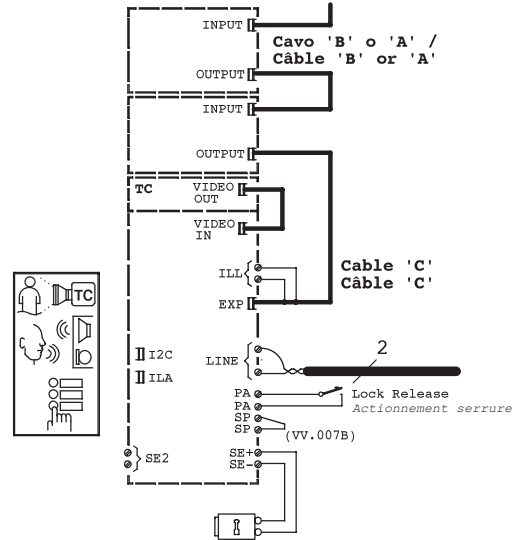 INPUT
Cavo 'B' o 'A' /
Câble 'B' or 'A'
OUTPUT
INPUT
OUTPUT
TC
VIDEO
OUT
VIDEO
IN
ILL
Cable 'C'
Câble 'C'
EXP
TC
2
I2C
LINE
ILA
PA
Lock Release
PA
Actionnement serrure
SP
SP
(VV.007B)
SE2
SE+
SE-